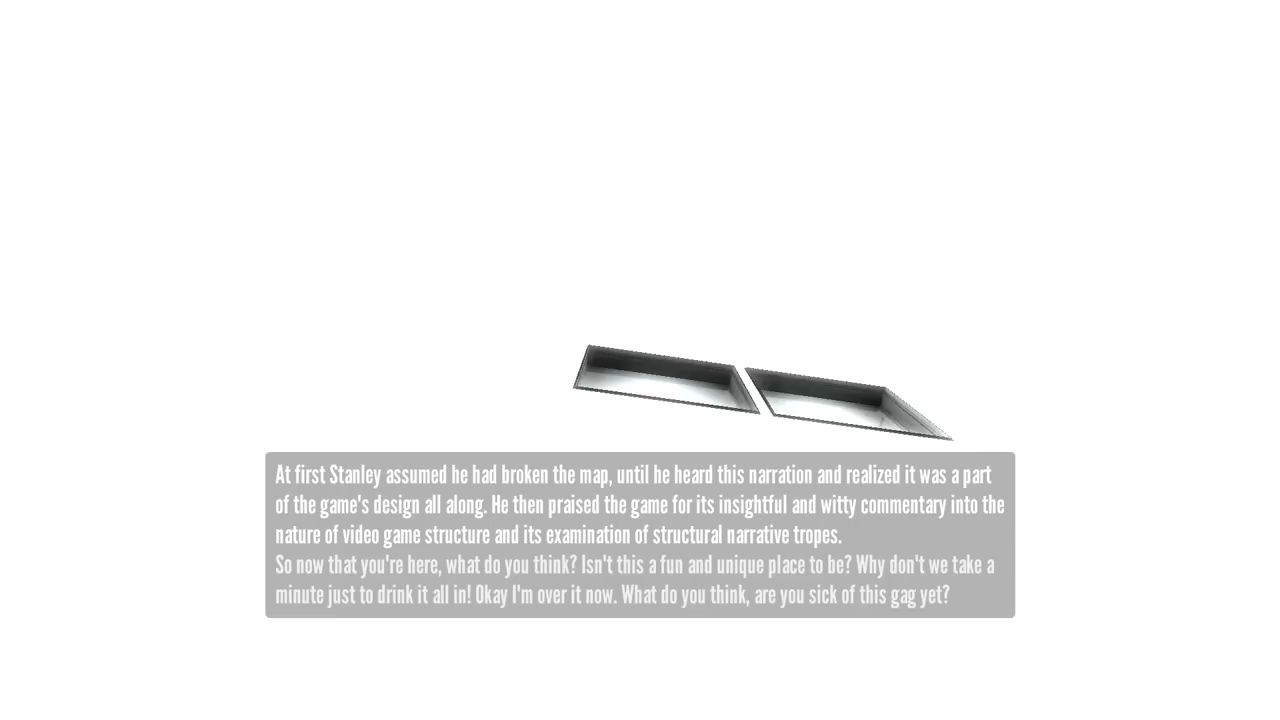 At first Stanley assumed he had broken the map, until he heard this narration and realized it was a part
of the game's design all along. He then praised the game for its insightful and witty commentary into the
nature of video game structure and its examination of structural narrative tropes.
So now that you're here, what do you think? Isn't this a fun and unique place to be? Why don't we take a
minute just to drink it all in! Okay I'm over it now. What do you think, are you sick of this gag yet?